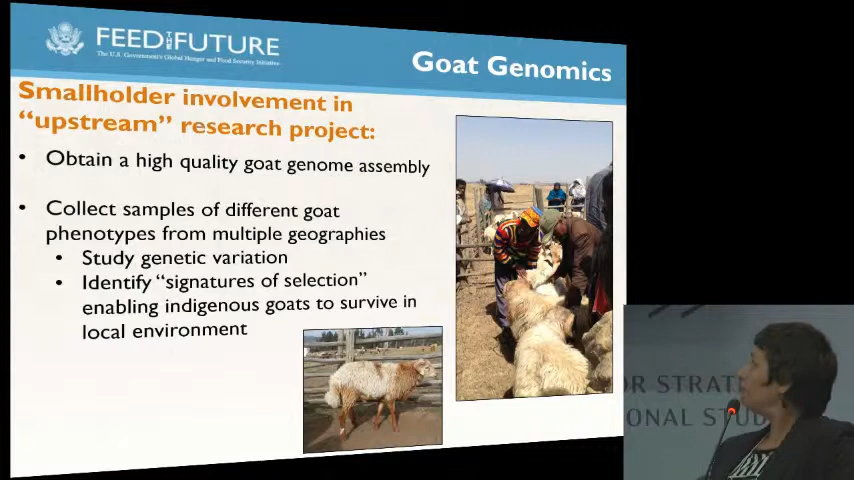 FEED THE FUTURE
The U.S. Government's Global Hunger and Food Security Initiative
Goat Genomics
Smallholder involvement in
“upstream” research project:
• Obtain a high quality goat genome assembly
• Collect samples of different goat
phenotypes from multiple geographies
• Study genetic variation
• Identify “signatures of selection”
enabling indigenous goats to survive in
local environment
OR STRAT
IONAL STUD